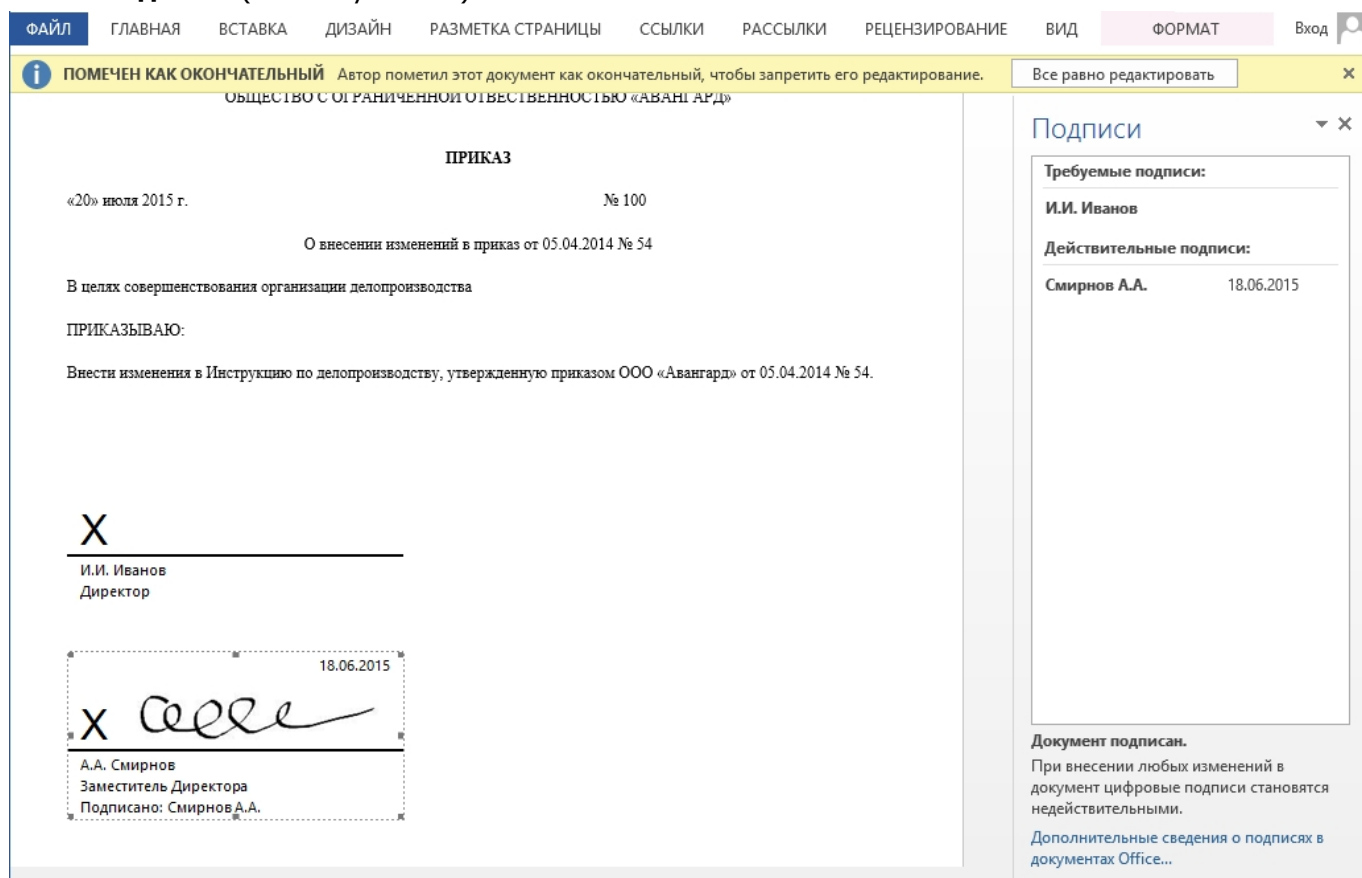 ФАЙЛ ГЛАВНАЯ ВСТАВКА ДИЗАЙН РАЗМЕТКА СТРАНИЦЫ ССЫЛКИ РАССЫЛКИ РЕЦЕНЗИРОВАНИЕ ВИД ФОРМАТ Вход
ПОМЕЧЕН КАК ОКОНЧАТЕЛЬНЫЙ Автор пометил этот документ как окончательный, чтобы запретить его редактирование. Все равно редактировать
ОБЩЕСТВО С ОГРАНИЧЕННОЙ ОТВЕСТВЕННОСТЬЮ «АВАНГАРД»
ПРИКАЗ
«20» июля 2015 г. № 100
О внесении изменений в приказ от 05.04.2014 № 54
В целях совершенствования организации делопроизводства
ПРИКАЗЫВАЮ:
Внести изменения в Инструкцию по делопроизводству, утвержденную приказом ООО «Авангард» от 05.04.2014 № 54.
X
И.И. Иванов
Директор
18.06.2015
X
А.А. Смирнов
Заместитель Директора
Подписано: Смирнов А.А.
Подписи
Требуемые подписи:
И.И. Иванов
Действительные подписи:
Смирнов А.А. 18.06.2015
Документ подписан.
При внесении любых изменений в
документ цифровые подписи становятся
недействительными.
Дополнительные сведения о подписях в
документах Office...